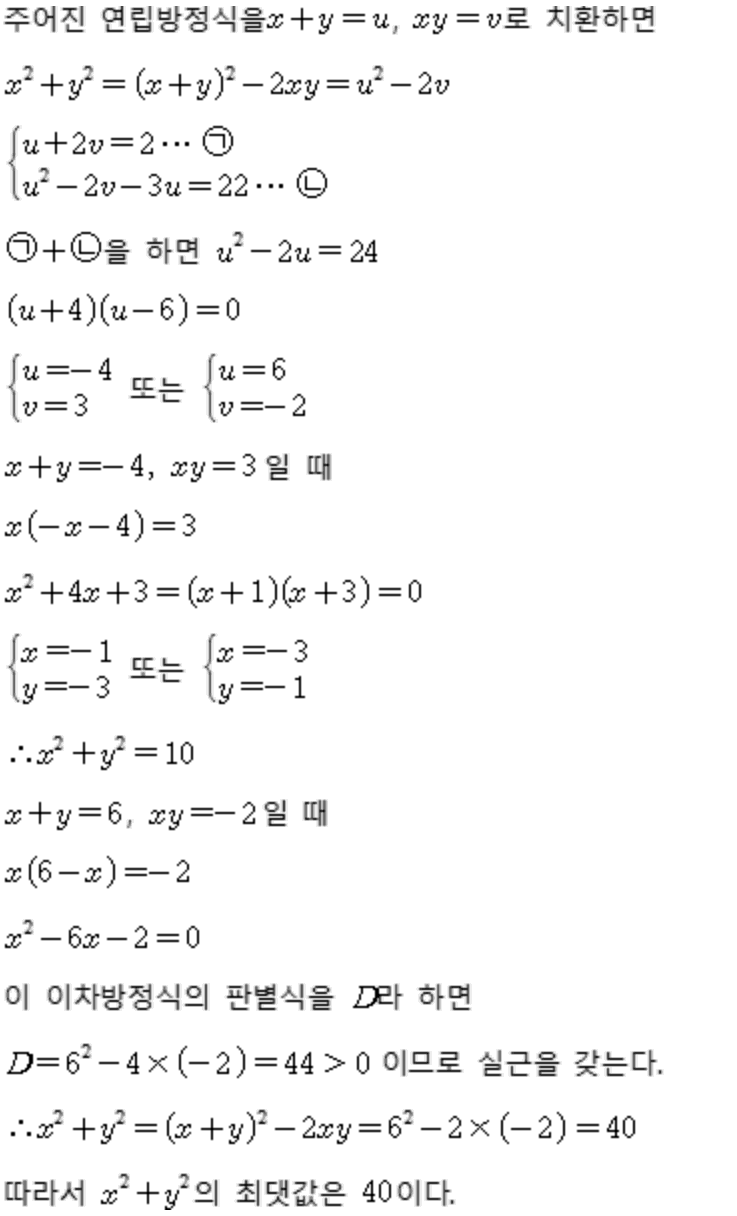 주어진 연립방정식을 x+y=u, xy=v로 치환하면
x²+y²=(x+y)²-2xy=u²-2v
{u+2v=2··· ㉠
{u²-2v-3u=22··· ㉡
㉠+㉡을 하면 u²-2u=24
(u+4)(u-6)=0
{u=-4 또는 {u=6
{v=3 {v=-2
x+y=-4, xy=3일 때
x(-x-4)=3
x²+4x+3=(x+1)(x+3)=0
{x=-1 또는 {x=-3
{y=-3 {y=-1
∴x²+y²=10
x+y=6, xy=-2일 때
x(6-x)=-2
x²-6x-2=0
이 이차방정식의 판별식을 D라 하면
D=6²-4×(-2)=44>0 이므로 실근을 갖는다.
∴x²+y²=(x+y)²-2xy=6²-2×(-2)=40
따라서 x²+y²의 최댓값은 40이다.